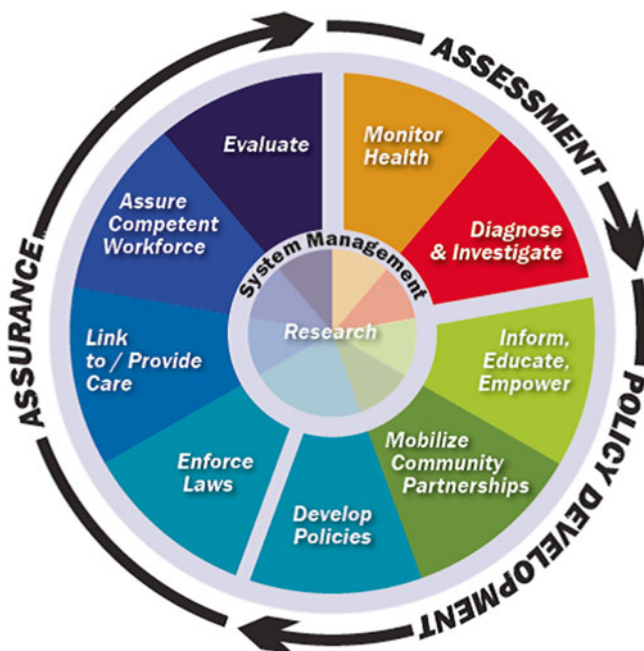 ASSESSMENT
Monitor
Health
Diagnose
& Investigate
POLICY DEVELOPMENT
Inform,
Educate,
Empower
Mobilize
Community
Partnerships
Develop
Policies
ASSURANCE
Enforce
Laws
Link
to / Provide
Care
Assure
Competent
Workforce
Evaluate
System Management
Research